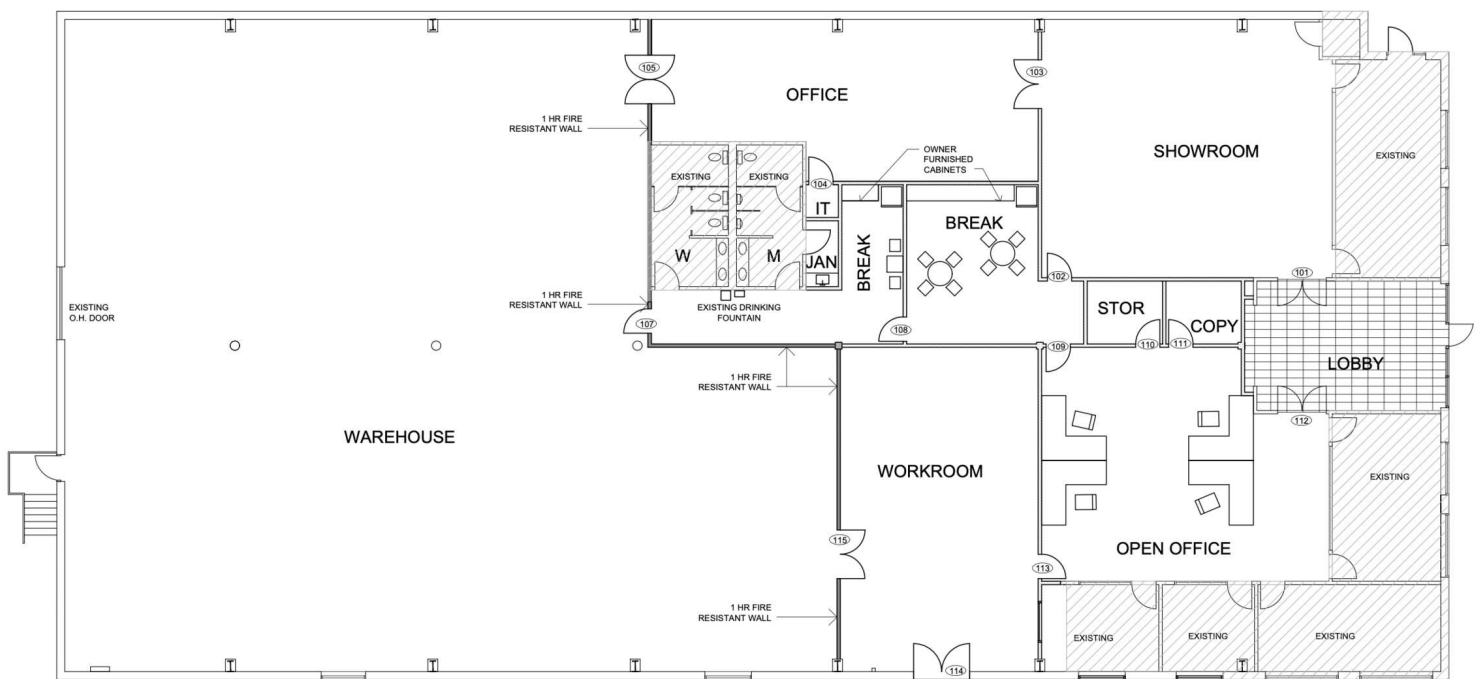 105
103
OFFICE
1 HR FIRE
RESISTANT WALL
OWNER
FURNISHED
CABINETS
SHOWROOM
EXISTING
EXISTING
EXISTING
104
IT
BREAK
BREAK
W
M
JAN
102
101
1 HR FIRE
RESISTANT WALL
EXISTING
O.H. DOOR
EXISTING DRINKING
FOUNTAIN
107
108
STOR
COPY
109
110
111
LOBBY
1 HR FIRE
RESISTANT WALL
112
WAREHOUSE
WORKROOM
EXISTING
115
OPEN OFFICE
113
1 HR FIRE
RESISTANT WALL
EXISTING
EXISTING
EXISTING
114